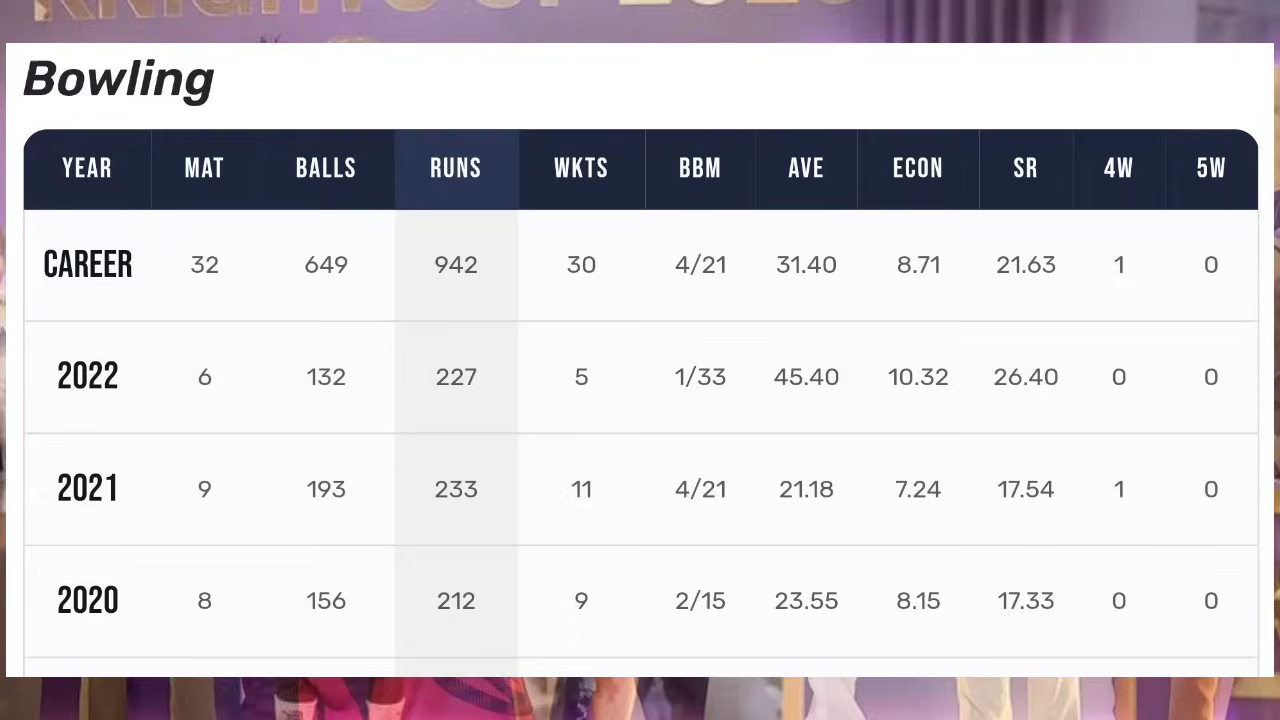 KNIGHTS OF 2023
Bowling
YEAR MAT BALLS RUNS WKTS BBM AVE ECON SR 4W 5W
CAREER 32 649 942 30 4/21 31.40 8.71 21.63 1 0
2022 6 132 227 5 1/33 45.40 10.32 26.40 0 0
2021 9 193 233 11 4/21 21.18 7.24 17.54 1 0
2020 8 156 212 9 2/15 23.55 8.15 17.33 0 0